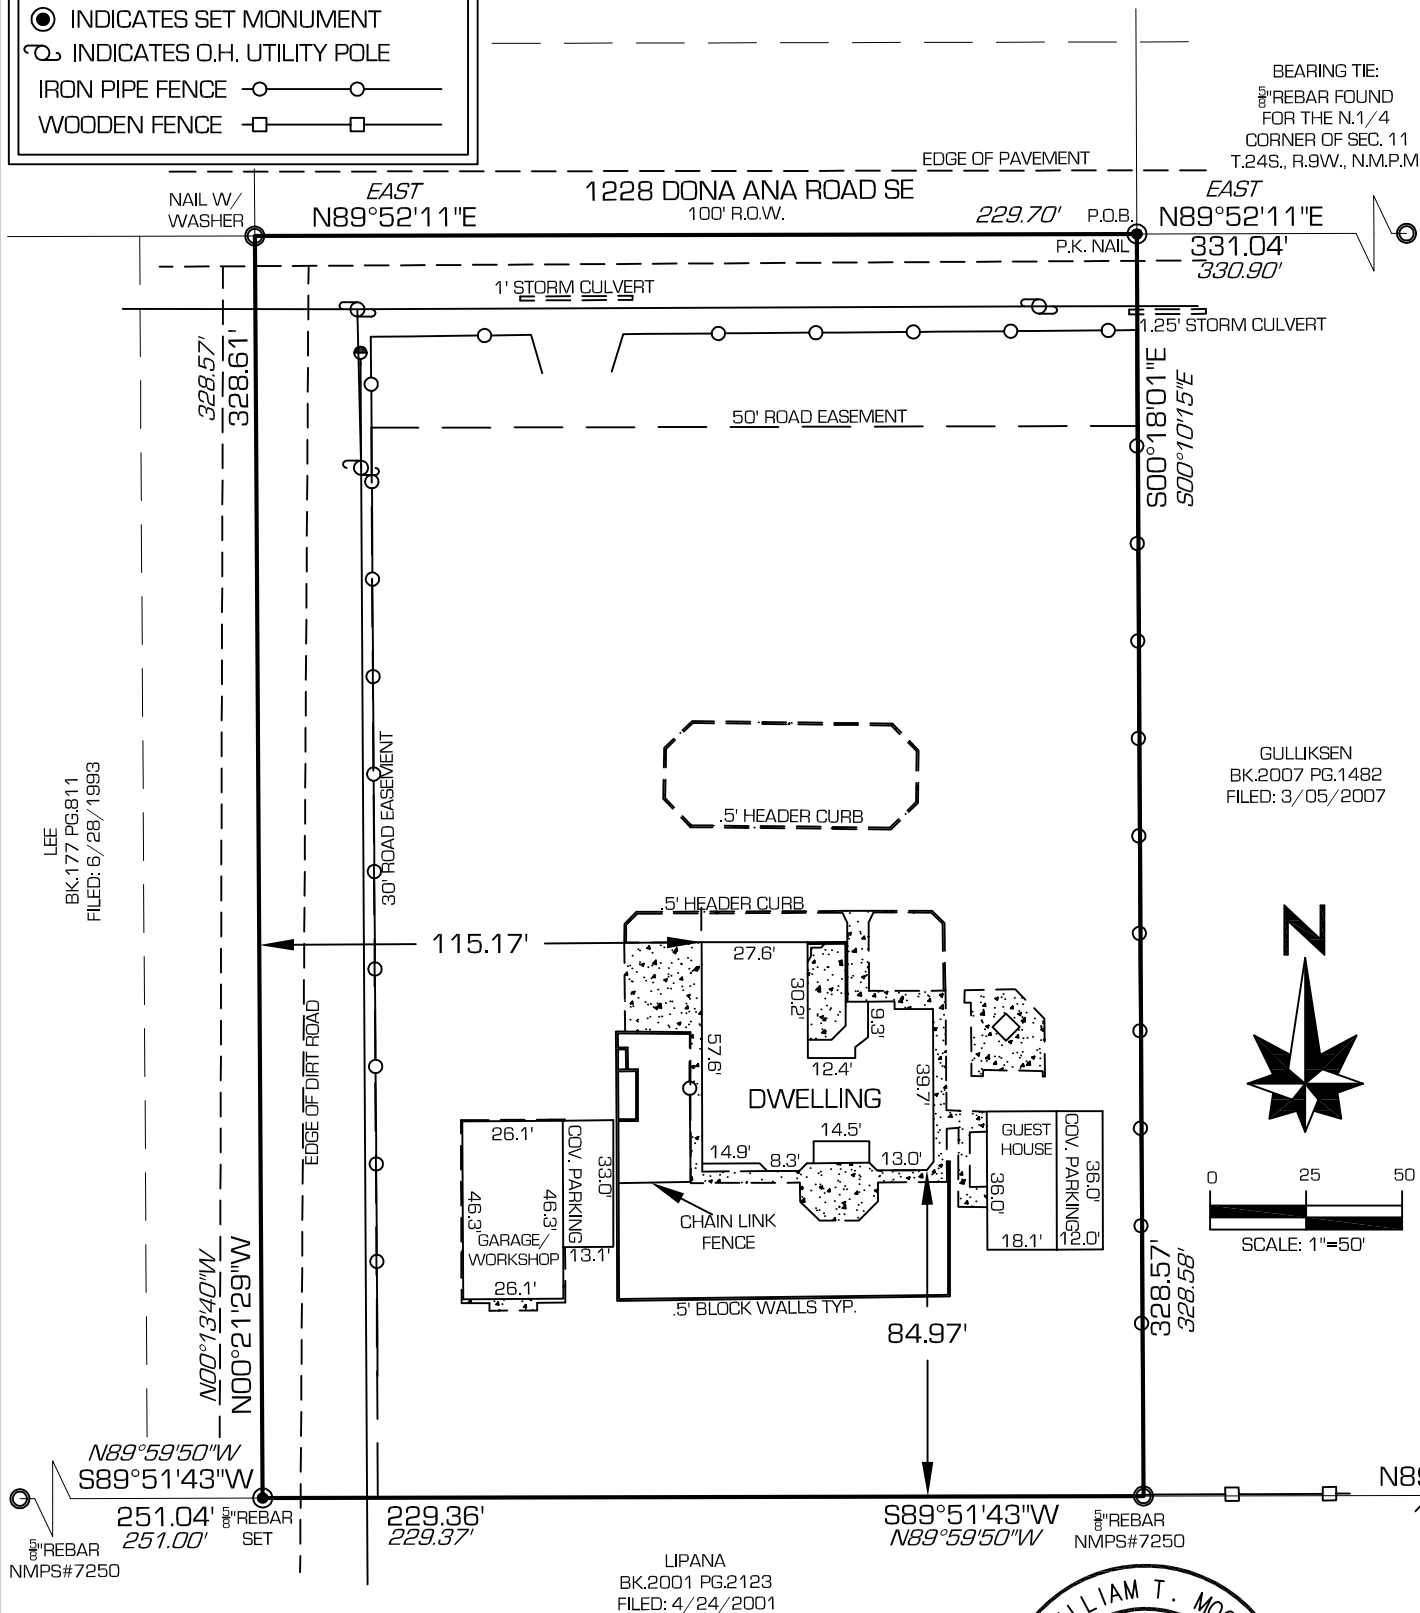 INDICATES SET MONUMENT
INDICATES O.H. UTILITY POLE
IRON PIPE FENCE
WOODEN FENCE
BEARING TIE:
5/8"REBAR FOUND
FOR THE N.1/4
CORNER OF SEC. 11
T.24S., R.9W., N.M.P.M
EDGE OF PAVEMENT
NAIL W/
WASHER
EAST
N89°52'11"E
1228 DONA ANA ROAD SE
100' R.O.W.
229.70'
P.O.B.
P.K. NAIL
EAST
N89°52'11"E
331.04'
330.90'
1' STORM CULVERT
1.25' STORM CULVERT
328.57'
328.61'
50' ROAD EASEMENT
S00°18'01"E
S00°10'15"E
LEE
BK.177 PG.811
FILED: 6/28/1993
30' ROAD EASEMENT
GULLIKSEN
BK.2007 PG.1482
FILED: 3/05/2007
.5' HEADER CURB
.5' HEADER CURB
115.17'
27.6'
30.2'
9.3'
57.6'
12.4'
39.7'
DWELLING
14.5'
14.9'
8.3'
13.0'
N
EDGE OF DIRT ROAD
26.1'
COV. PARKING
33.0'
46.3'
46.3'
GARAGE/
WORKSHOP
13.1'
26.1'
CHAIN LINK
FENCE
GUEST
HOUSE
COV. PARKING
36.0'
36.0'
18.1'
12.0'
0 25 50
SCALE: 1"=50'
.5' BLOCK WALLS TYP.
84.97'
328.57'
328.58'
N00°13'40"W
N00°21'29"W
N89°59'50"W
S89°51'43"W
251.04'
251.00'
5/8"REBAR
SET
229.36'
229.37'
S89°51'43"W
N89°59'50"W
5/8"REBAR
NMPS#7250
N89
5/8"REBAR
NMPS#7250
LIPANA
BK.2001 PG.2123
FILED: 4/24/2001
LLIAM T. MOO